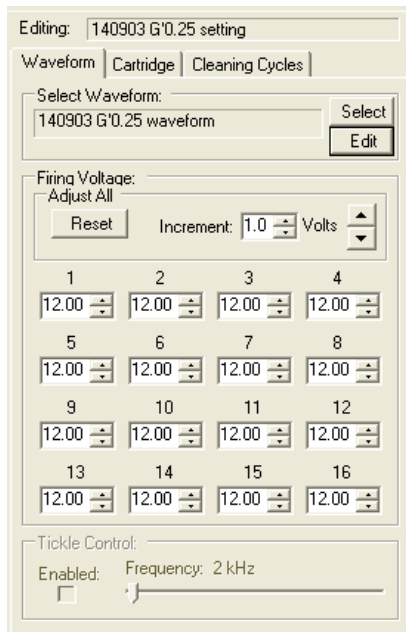 Editing: 140903 G'0.25 setting
Waveform Cartridge Cleaning Cycles
Select Waveform:
140903 G'0.25 waveform Select
Edit
Firing Voltage:
Adjust All
Reset Increment: 1.0 Volts
1 2 3 4
12.00 12.00 12.00 12.00
5 6 7 8
12.00 12.00 12.00 12.00
9 10 11 12
12.00 12.00 12.00 12.00
13 14 15 16
12.00 12.00 12.00 12.00
Tickle Control:
Enabled: Frequency: 2 kHz